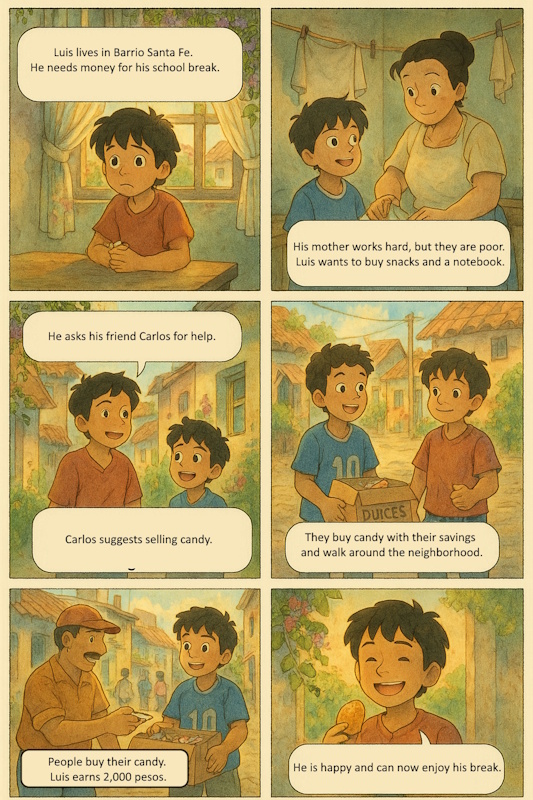 Luis lives in Barrio Santa Fe.
He needs money for his school break.
His mother works hard, but they are poor.
Luis wants to buy snacks and a notebook.
He asks his friend Carlos for help.
Carlos suggests selling candy.
10
DUICES
They buy candy with their savings
and walk around the neighborhood.
10
People buy their candy.
Luis earns 2,000 pesos.
He is happy and can now enjoy his break.